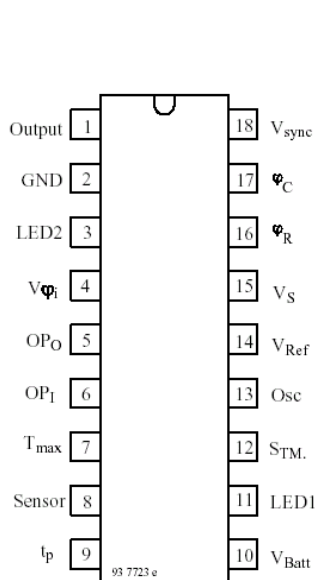 Output 1 18 Vsync
GND 2 17 φC
LED2 3 16 φR
Vφi 4 15 VS
OPO 5 14 VRef
OPI 6 13 Osc
Tmax 7 12 STM.
Sensor 8 11 LED1
tp 9 10 VBatt
93 7723 e